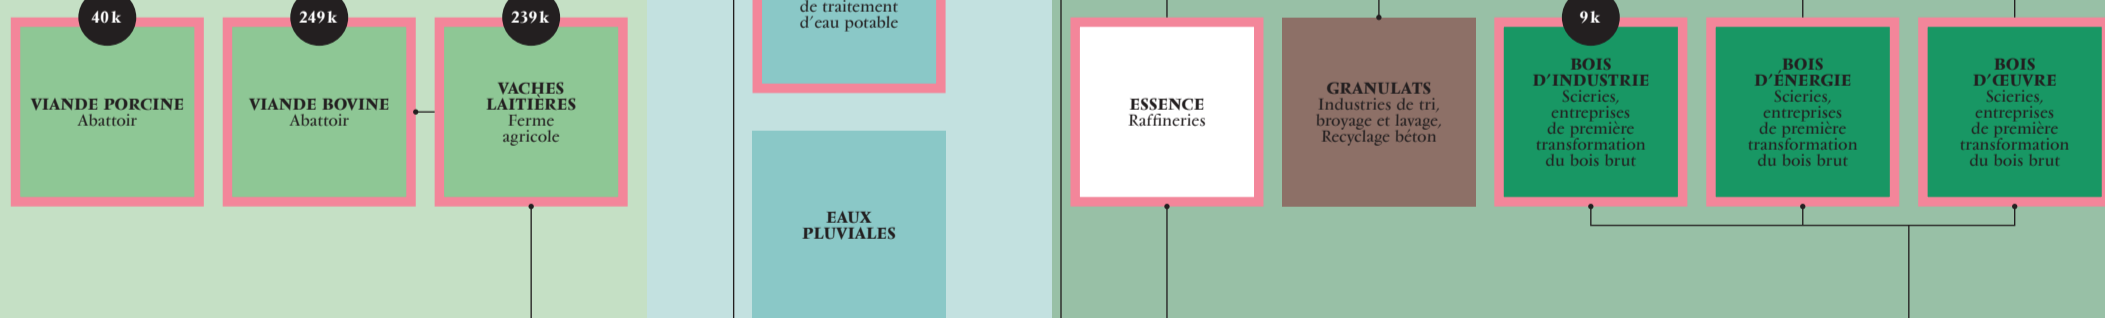 40 k
VIANDE PORCINE
Abattoir
249 k
VIANDE BOVINE
Abattoir
239 k
VACHES
LAITIÈRES
Ferme
agricole
de traitement
d'eau potable
EAUX
PLUVIALES
ESSENCE
Raffineries
GRANULATS
Industries de tri,
broyage et lavage,
Recyclage béton
9 k
BOIS
D'INDUSTRIE
Scieries,
entreprises
de première
transformation
du bois brut
BOIS
D'ÉNERGIE
Scieries,
entreprises
de première
transformation
du bois brut
BOIS
D'ŒUVRE
Scieries,
entreprises
de première
transformation
du bois brut